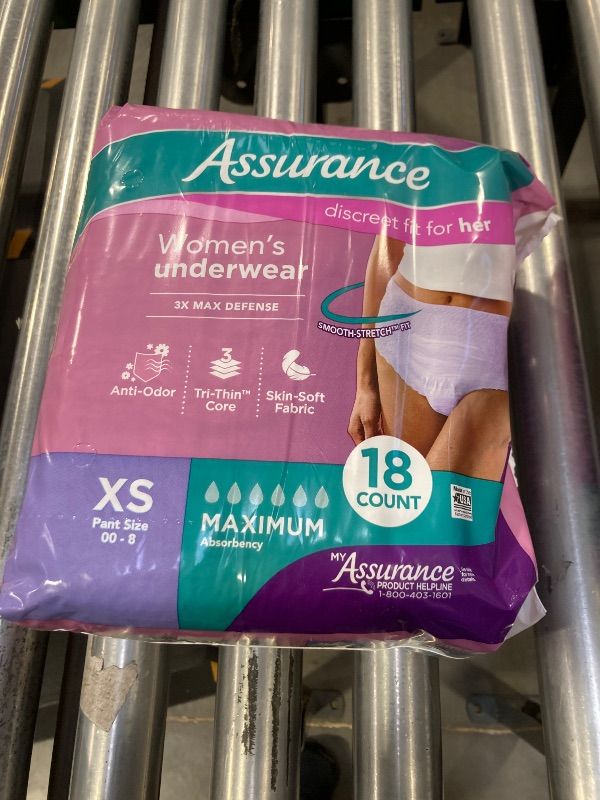 Assurance
discreet fit for her
Women's
underwear
3X MAX DEFENSE
SMOOTH-STRETCH™ FIT
3
Anti-Odor
Tri-Thin™
Core
Skin-Soft
Fabric
18
COUNT
XS
Pant Size
00 - 8
MAXIMUM
Absorbency
USA
MY
Assurance
PRODUCT HELPLINE
1-800-403-1601